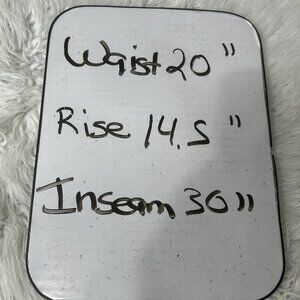 Waist 20"
Rise 14.5"
Inseam 30"